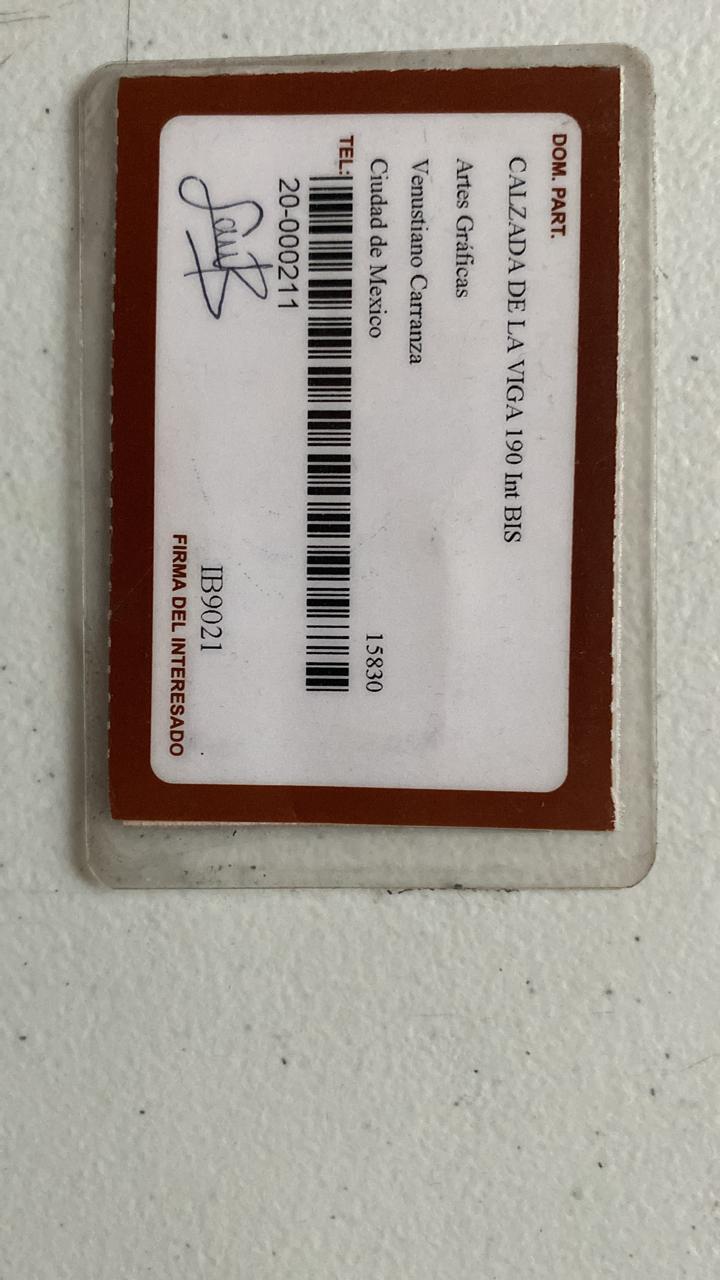 DOM. PART.
CALZADA DE LA VIGA 190 Int BIS
Artes Gráficas
Venustiano Carranza
Ciudad de Mexico 15830
TEL:
20-000211
IB9021
FIRMA DEL INTERESADO